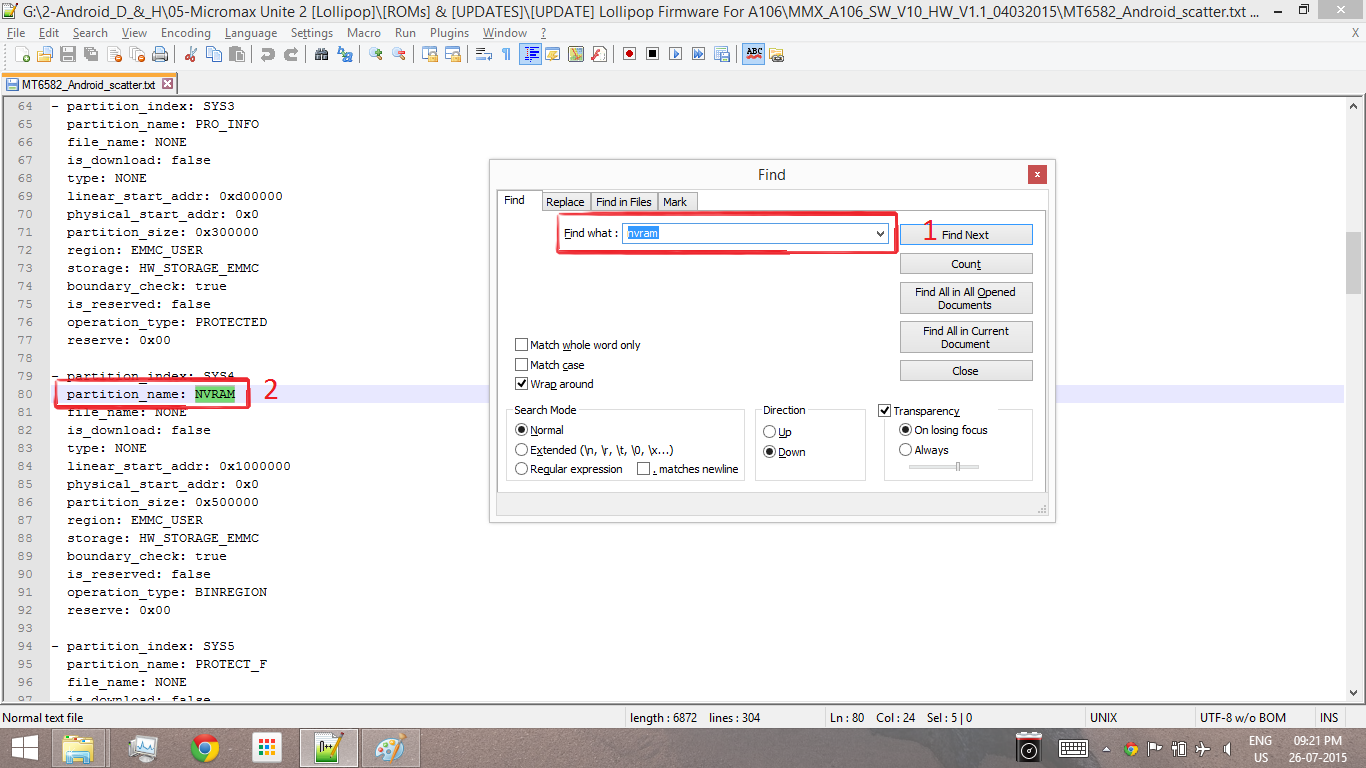 G:\2-Android_D_&_H\05-Micromax Unite 2 [Lollipop]\[ROMs] & [UPDATES]\[UPDATE] Lollipop Firmware For A106\MMX_A106_SW_V10_HW_V1.1_04032015\MT6582_Android_scatter.txt ...
File Edit Search View Encoding Language Settings Macro Run Plugins Window ? X
MT6582_Android_scatter.txt
64 - partition_index: SYS3
65 partition_name: PRO_INFO
66 file_name: NONE
67 is_download: false
68 type: NONE
69 linear_start_addr: 0xd00000
70 physical_start_addr: 0x0
71 partition_size: 0x300000
72 region: EMMC_USER
73 storage: HW_STORAGE_EMMC
74 boundary_check: true
75 is_reserved: false
76 operation_type: PROTECTED
77 reserve: 0x00
78
79 - partition_index: SYS4
80 partition_name: NVRAM 2
81 file_name: NONE
82 is_download: false
83 type: NONE
84 linear_start_addr: 0x1000000
85 physical_start_addr: 0x0
86 partition_size: 0x500000
87 region: EMMC_USER
88 storage: HW_STORAGE_EMMC
89 boundary_check: true
90 is_reserved: false
91 operation_type: BINREGION
92 reserve: 0x00
93
94 - partition_index: SYS5
95 partition_name: PROTECT_F
96 file_name: NONE
97 is_download: false
Find
x
Find Replace Find in Files Mark
Find what : nvram 1 Find Next
Count
Find All in All Opened
Documents
Find All in Current
Document
Close
Match whole word only
Match case
Wrap around
Search Mode
Normal
Extended (\n, \r, \t, \0, \x...)
Regular expression . matches newline
Direction
Up
Down
Transparency
On losing focus
Always
Normal text file length : 6872 lines : 304 Ln : 80 Col : 24 Sel : 5 | 0 UNIX UTF-8 w/o BOM INS
ENG 09:21 PM
US 26-07-2015